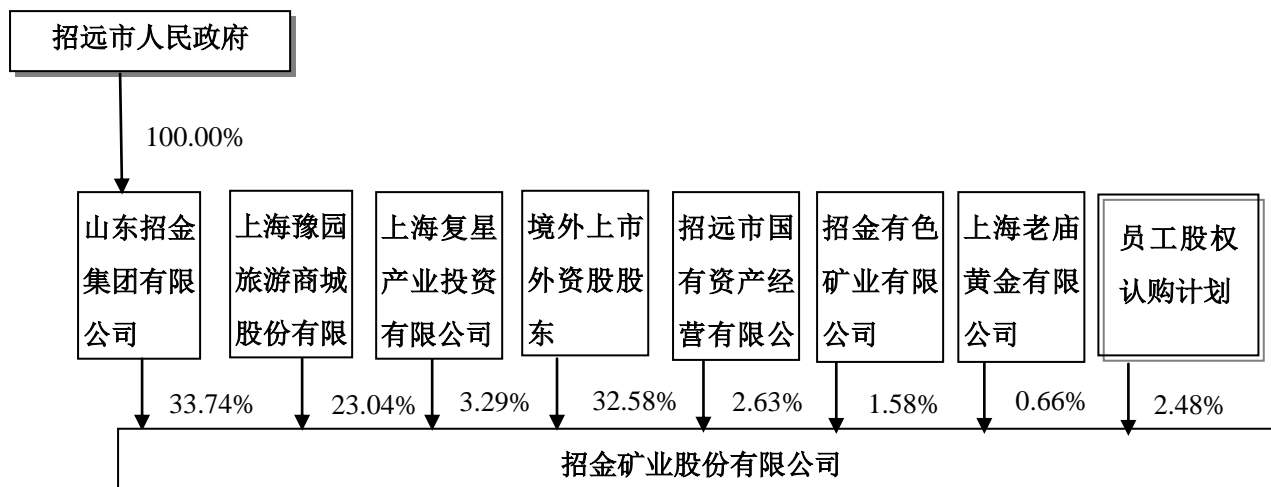 招远市人民政府
100.00%
山东招金
集团有限
公司
上海豫园
旅游商城
股份有限
上海复星
产业投资
有限公司
境外上市
外资股股
东
招远市国
有资产经
营有限公
招金有色
矿业有限
公司
上海老庙
黄金有限
公司
员工股权
认购计划
33.74%
23.04%
3.29%
32.58%
2.63%
1.58%
0.66%
2.48%
招金矿业股份有限公司